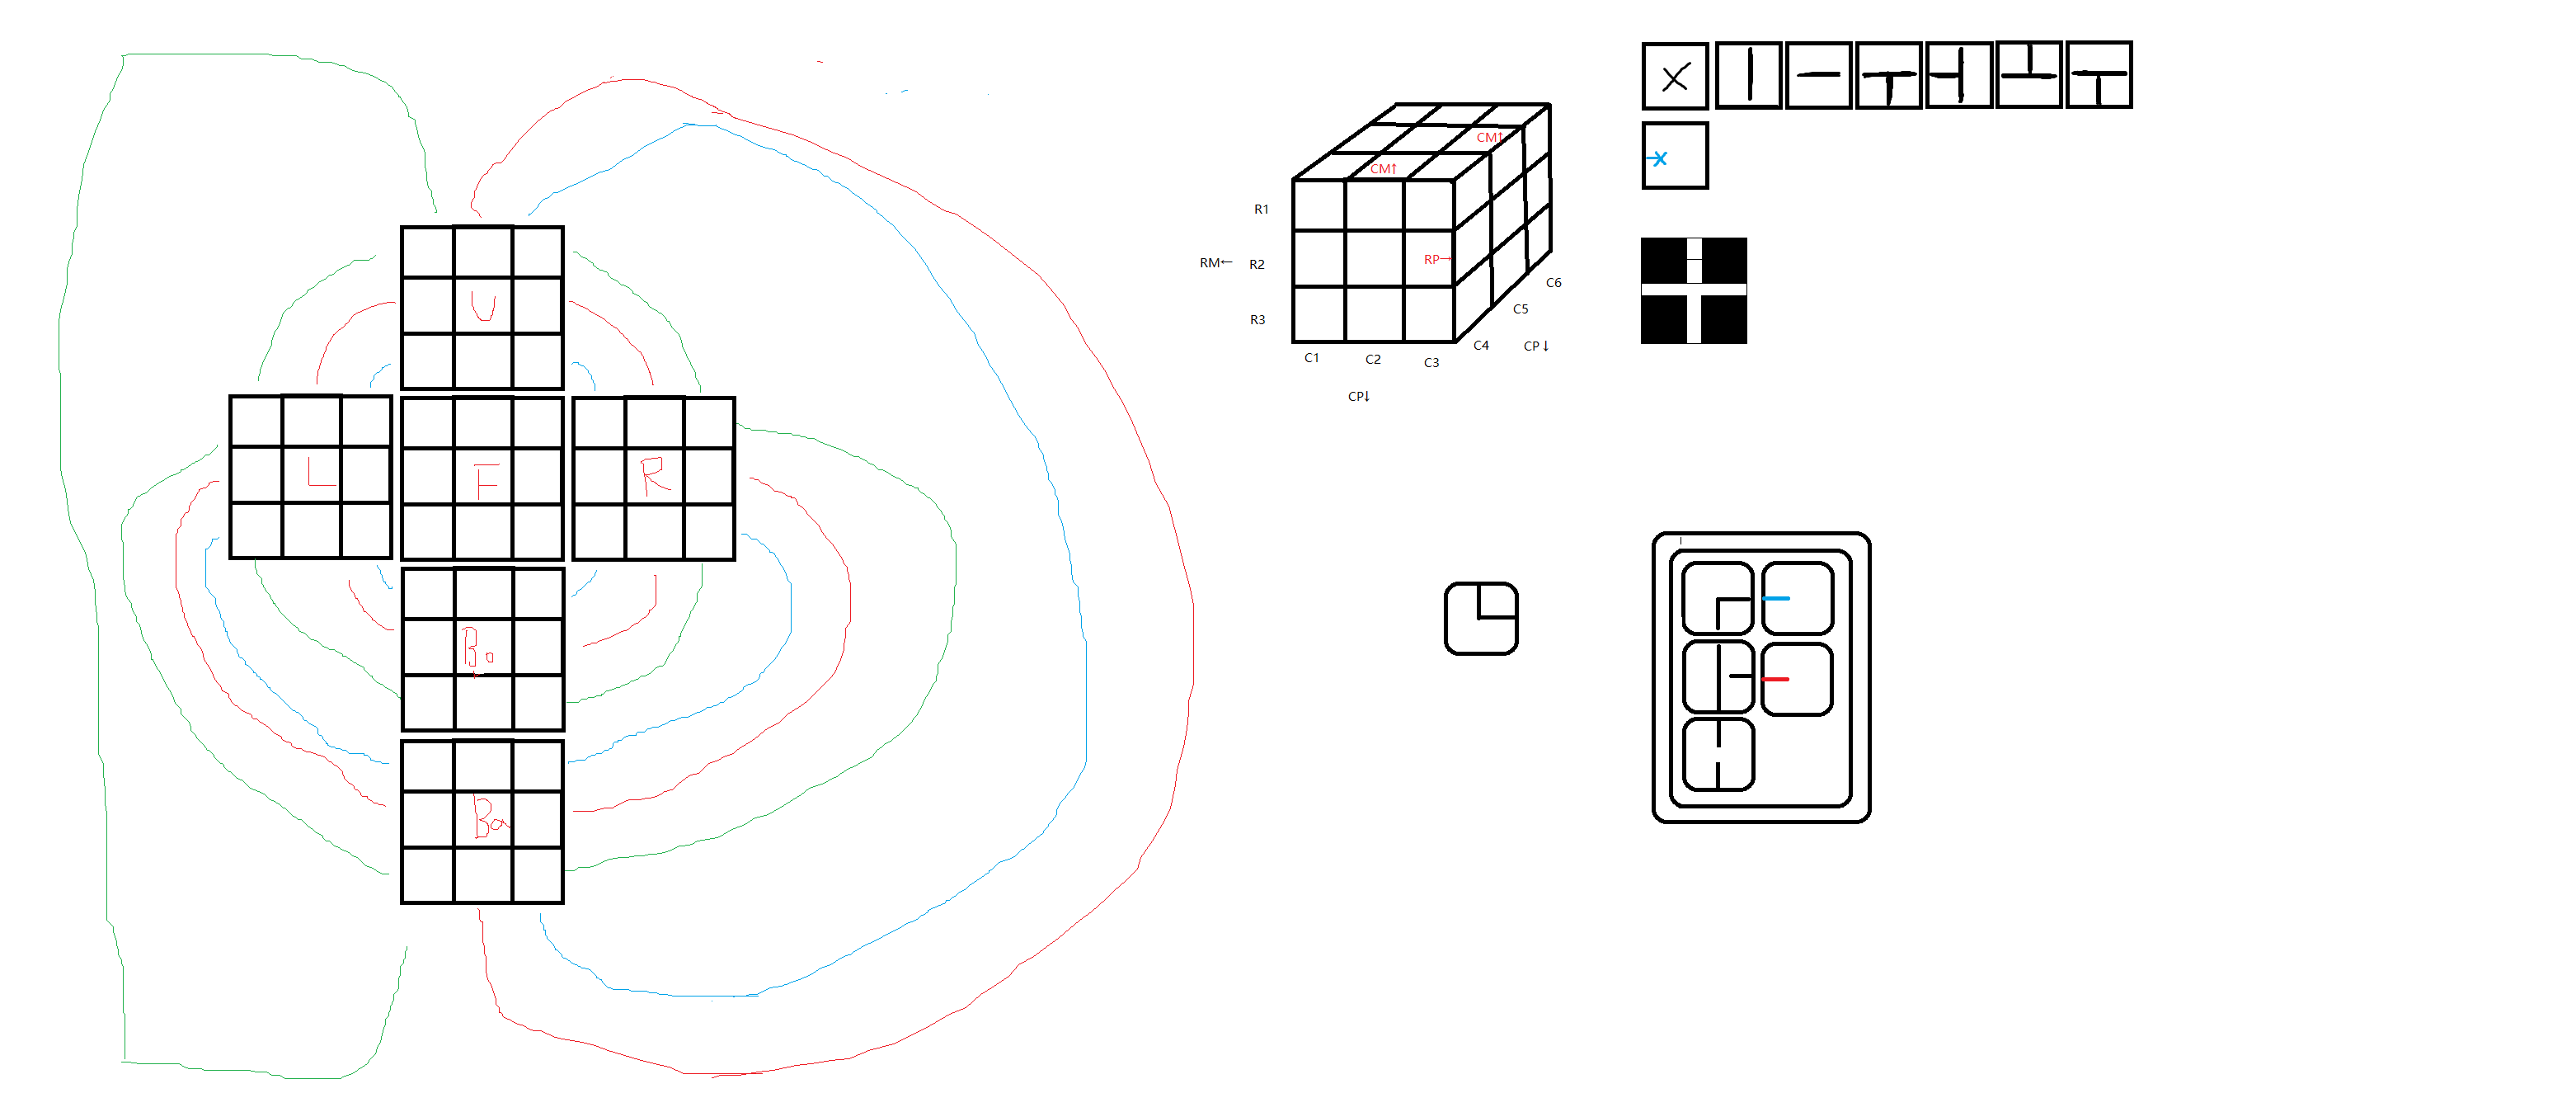 CM↑
CM↑
R1
RM← R2
RP→
R3
C1 C2 C3 C4 C5 C6
CP↓
CP↓
U
L F R
Bo
Ba